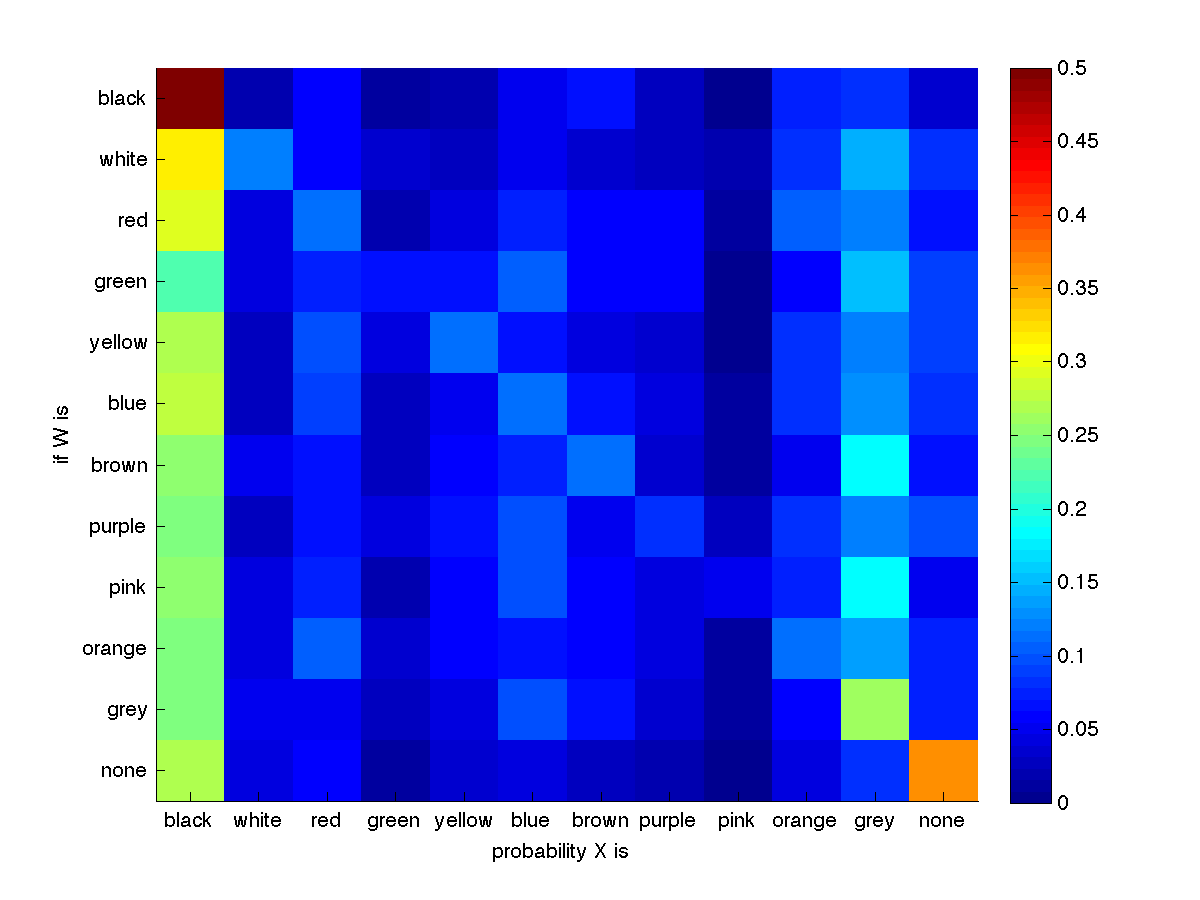 black
white
red
green
yellow
blue
brown
purple
pink
orange
grey
none
if W is
black white red green yellow blue brown purple pink orange grey none
probability X is
0.5
0.45
0.4
0.35
0.3
0.25
0.2
0.15
0.1
0.05
0